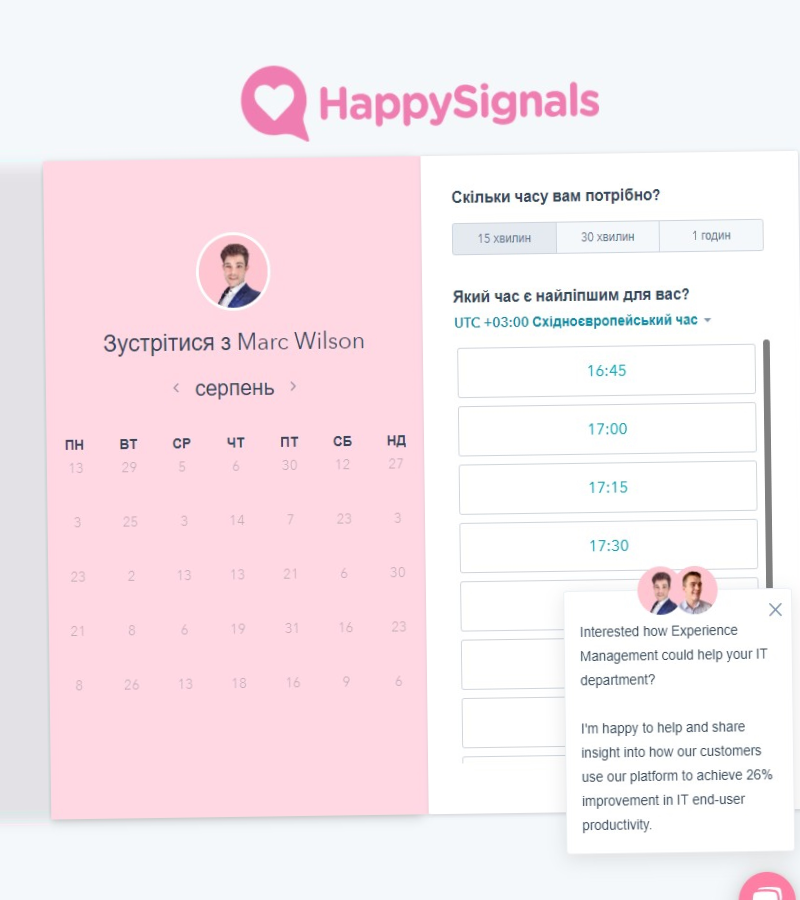 HappySignals
Зустрітися з Marc Wilson
серпень
ПН ВТ СР ЧТ ПТ СБ НД
13 29 5 6 30 12 27
3 25 3 14 7 23 3
23 2 13 13 21 6 30
21 8 6 19 31 16 23
8 26 13 18 16 9 6
Скільки часу вам потрібно?
15 хвилин 30 хвилин 1 годин
Який час є найліпшим для вас?
UTC +03:00 Східноєвропейський час
16:45
17:00
17:15
17:30
Interested how Experience
Management could help your IT
department?
I'm happy to help and share
insight into how our customers
use our platform to achieve 26%
improvement in IT end-user
productivity.